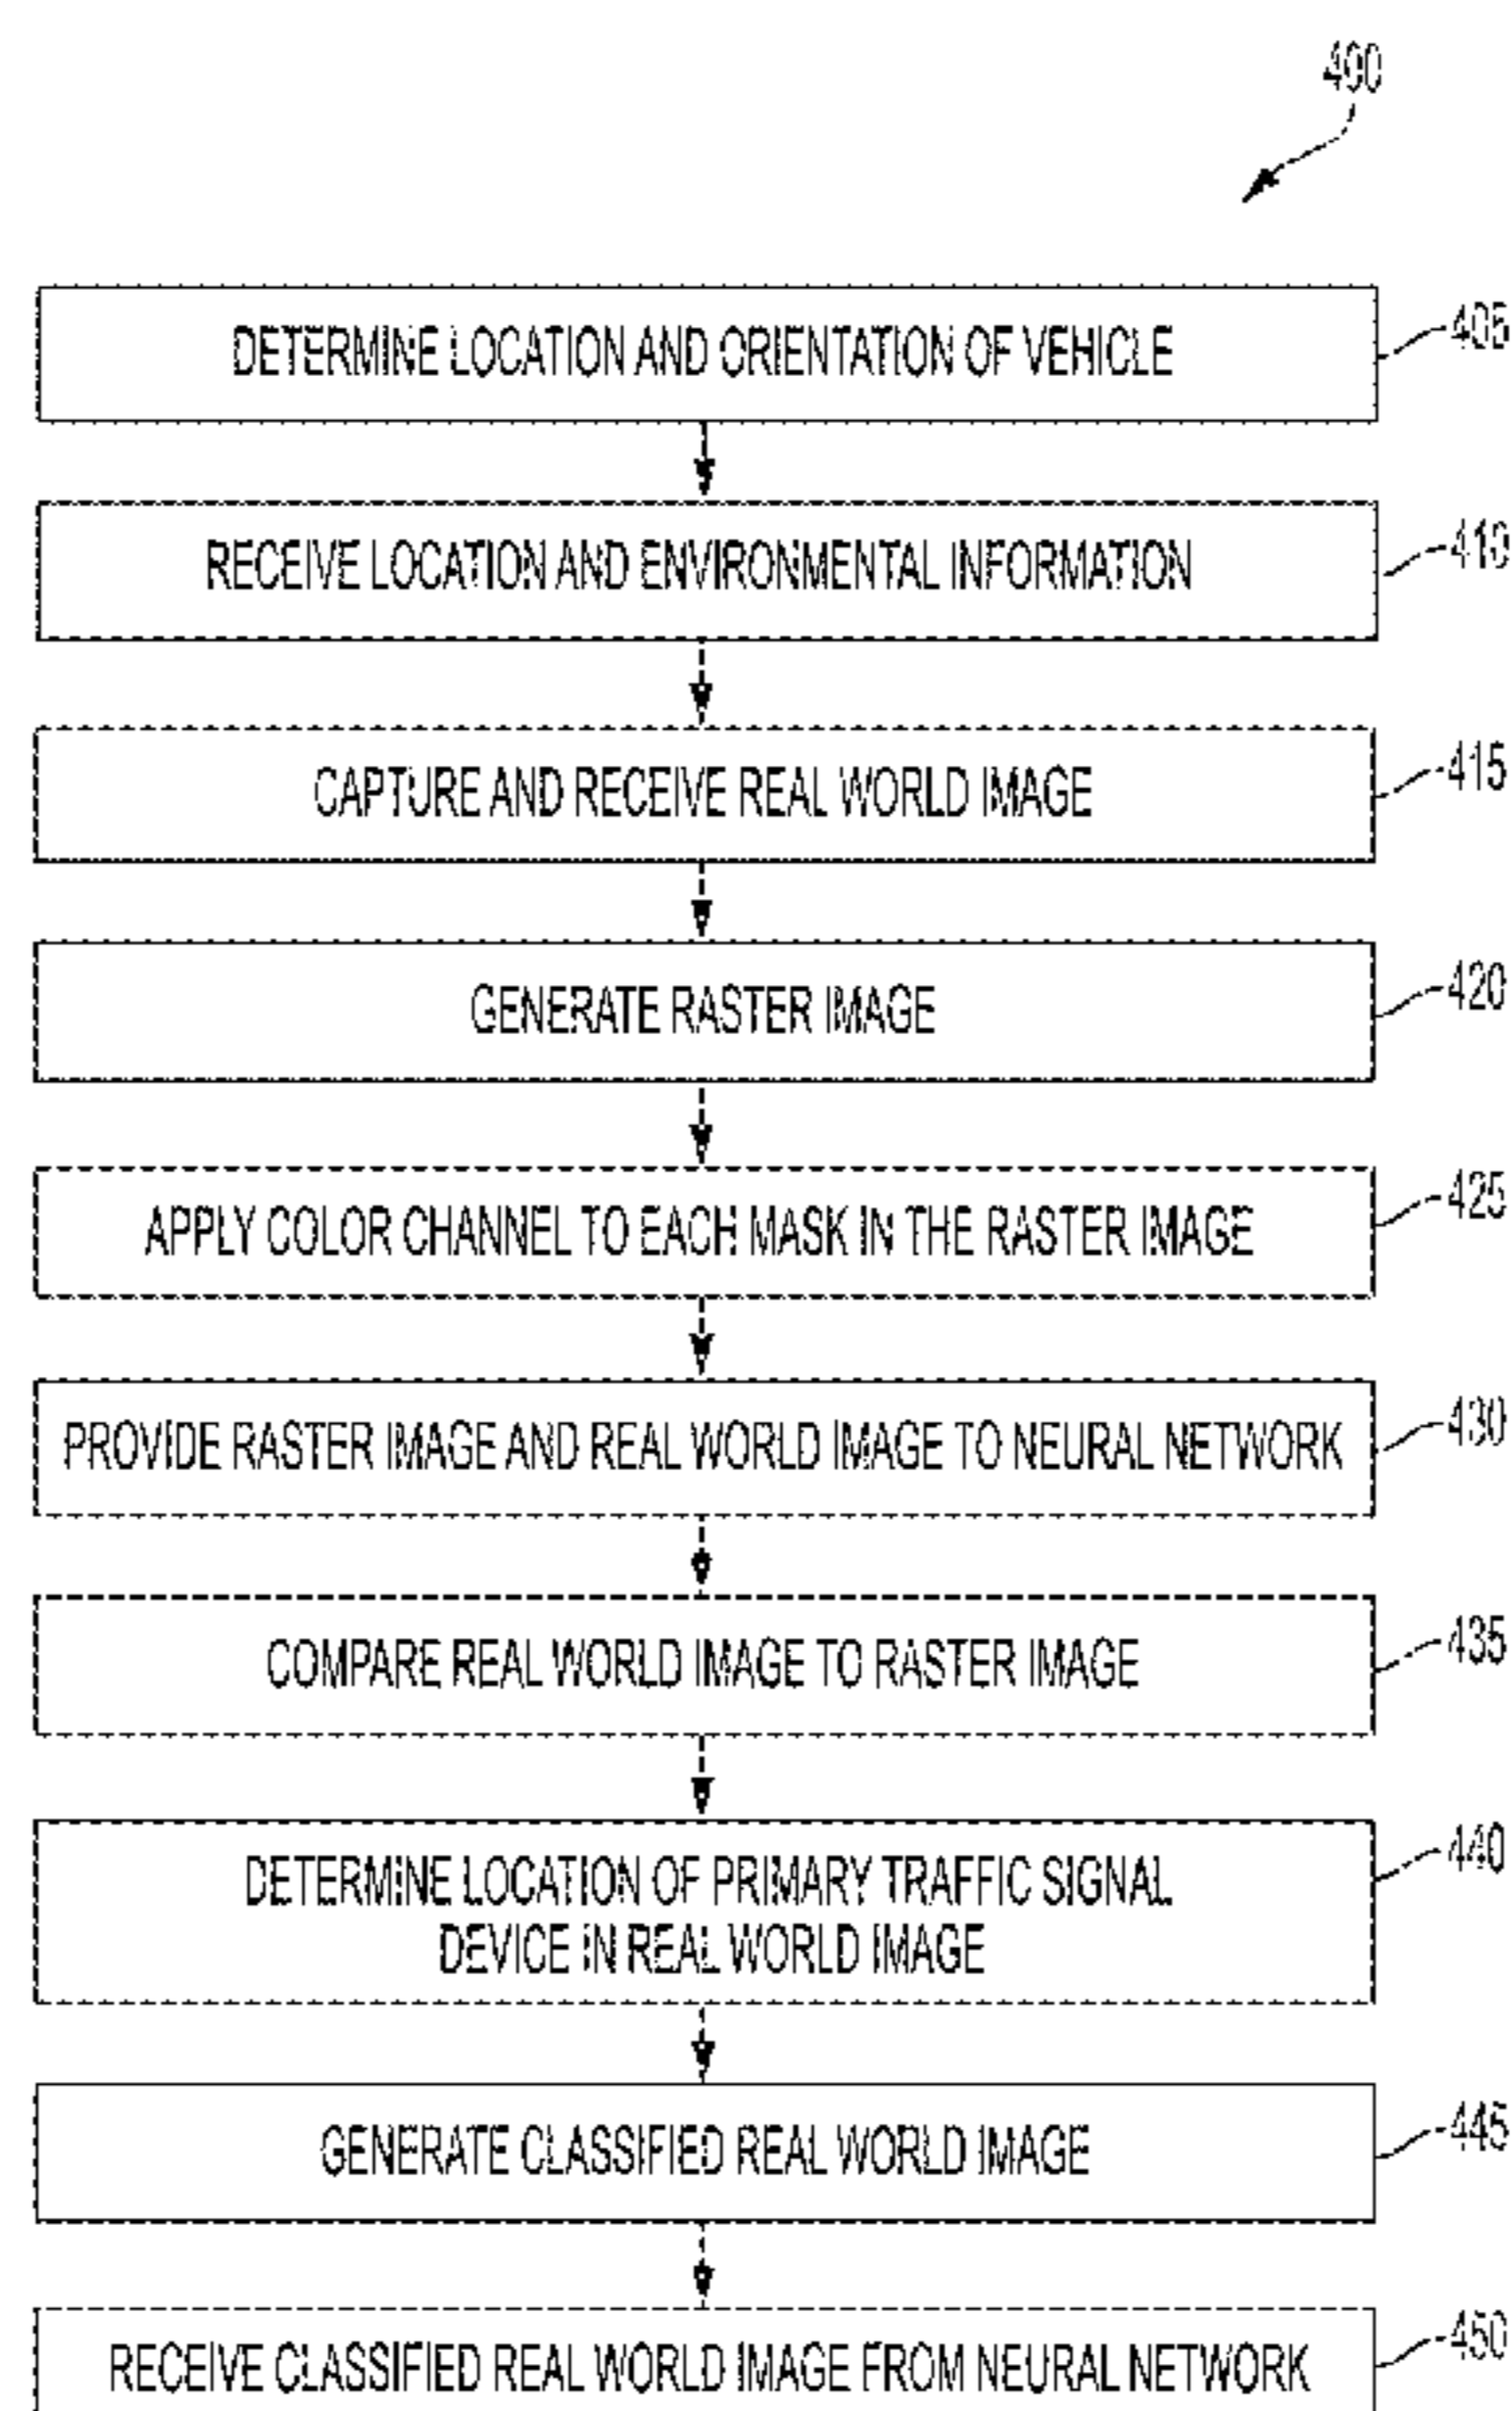 400
DETERMINE LOCATION AND ORIENTATION OF VEHICLE
405
RECEIVE LOCATION AND ENVIRONMENTAL INFORMATION
410
CAPTURE AND RECEIVE REAL WORLD IMAGE
415
GENERATE RASTER IMAGE
420
APPLY COLOR CHANNEL TO EACH MASK IN THE RASTER IMAGE
425
PROVIDE RASTER IMAGE AND REAL WORLD IMAGE TO NEURAL NETWORK
430
COMPARE REAL WORLD IMAGE TO RASTER IMAGE
435
DETERMINE LOCATION OF PRIMARY TRAFFIC SIGNAL
DEVICE IN REAL WORLD IMAGE
440
GENERATE CLASSIFIED REAL WORLD IMAGE
445
RECEIVE CLASSIFIED REAL WORLD IMAGE FROM NEURAL NETWORK
450